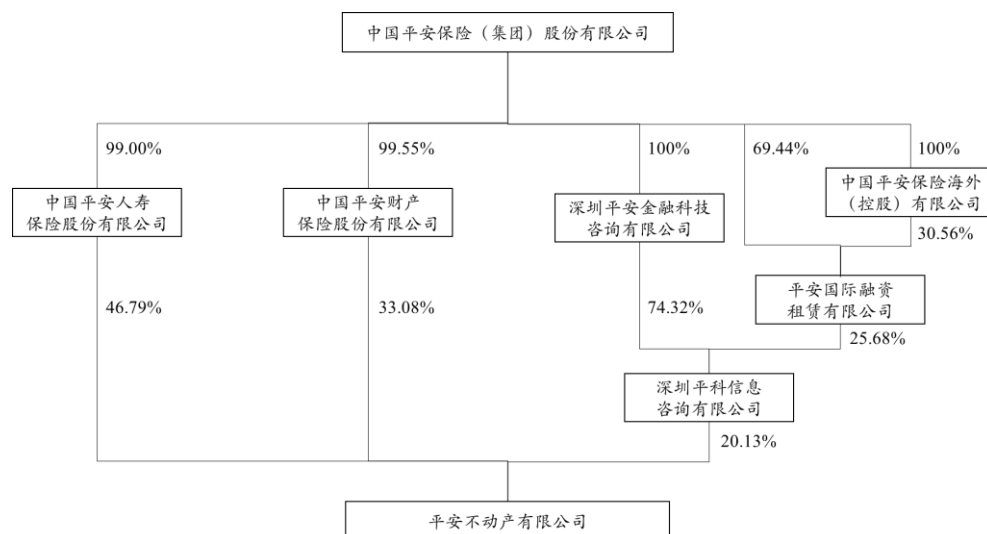 中国平安保险（集团）股份有限公司
99.00%
99.55%
100%
69.44%
100%
中国平安人寿
保险股份有限公司
中国平安财产
保险股份有限公司
深圳平安金融科技
咨询有限公司
中国平安保险海外
（控股）有限公司
30.56%
46.79%
33.08%
74.32%
平安国际融资
租赁有限公司
25.68%
深圳平科信息
咨询有限公司
20.13%
平安不动产有限公司